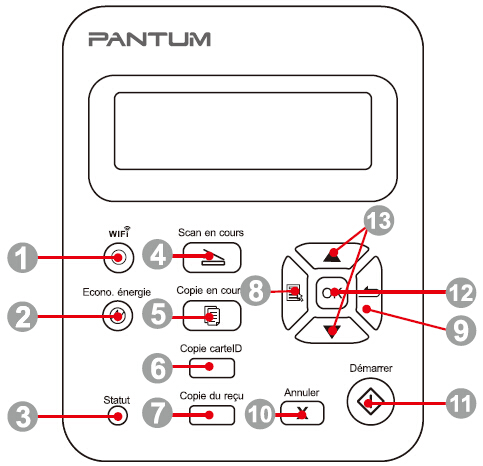 PANTUM
WIFI
Scan en cours
13
1
4
Econo. énergie
Copie en cours
8
OK
12
2
5
9
Copie carteID
6
Démarrer
Statut
Copie du reçu
Annuler
3
7
10
X
11